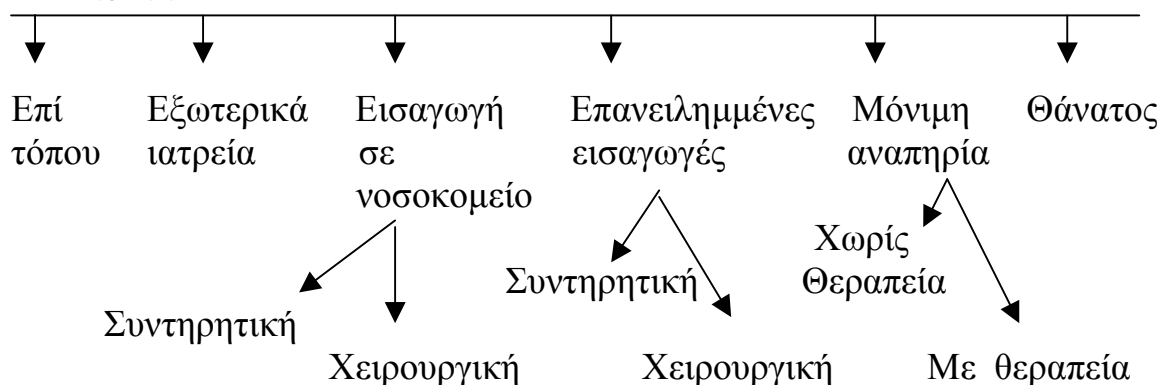 Επί τόπου
Εξωτερικά ιατρεία
Εισαγωγή σε νοσοκομείο
Επανειλημμένες εισαγωγές
Μόνιμη αναπηρία
Θάνατος
Συντηρητική
Χειρουργική
Συντηρητική
Χειρουργική
Χωρίς Θεραπεία
Με θεραπεία